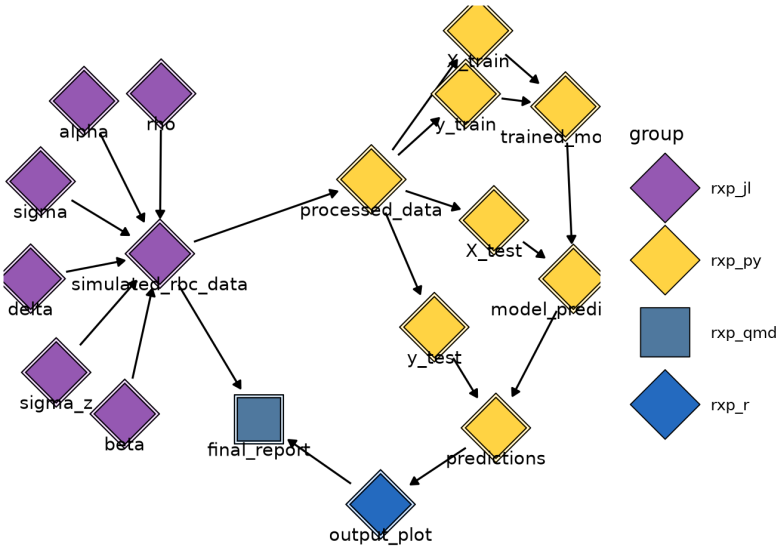 X_train
y_train
alpha
rho
trained_mo
group
sigma
processed_data
rxp_jl
X_test
rxp_py
simulated_rbc_data
delta
model_predi
rxp_qmd
y_test
sigma_z
rxp_r
beta
final_report
predictions
output_plot